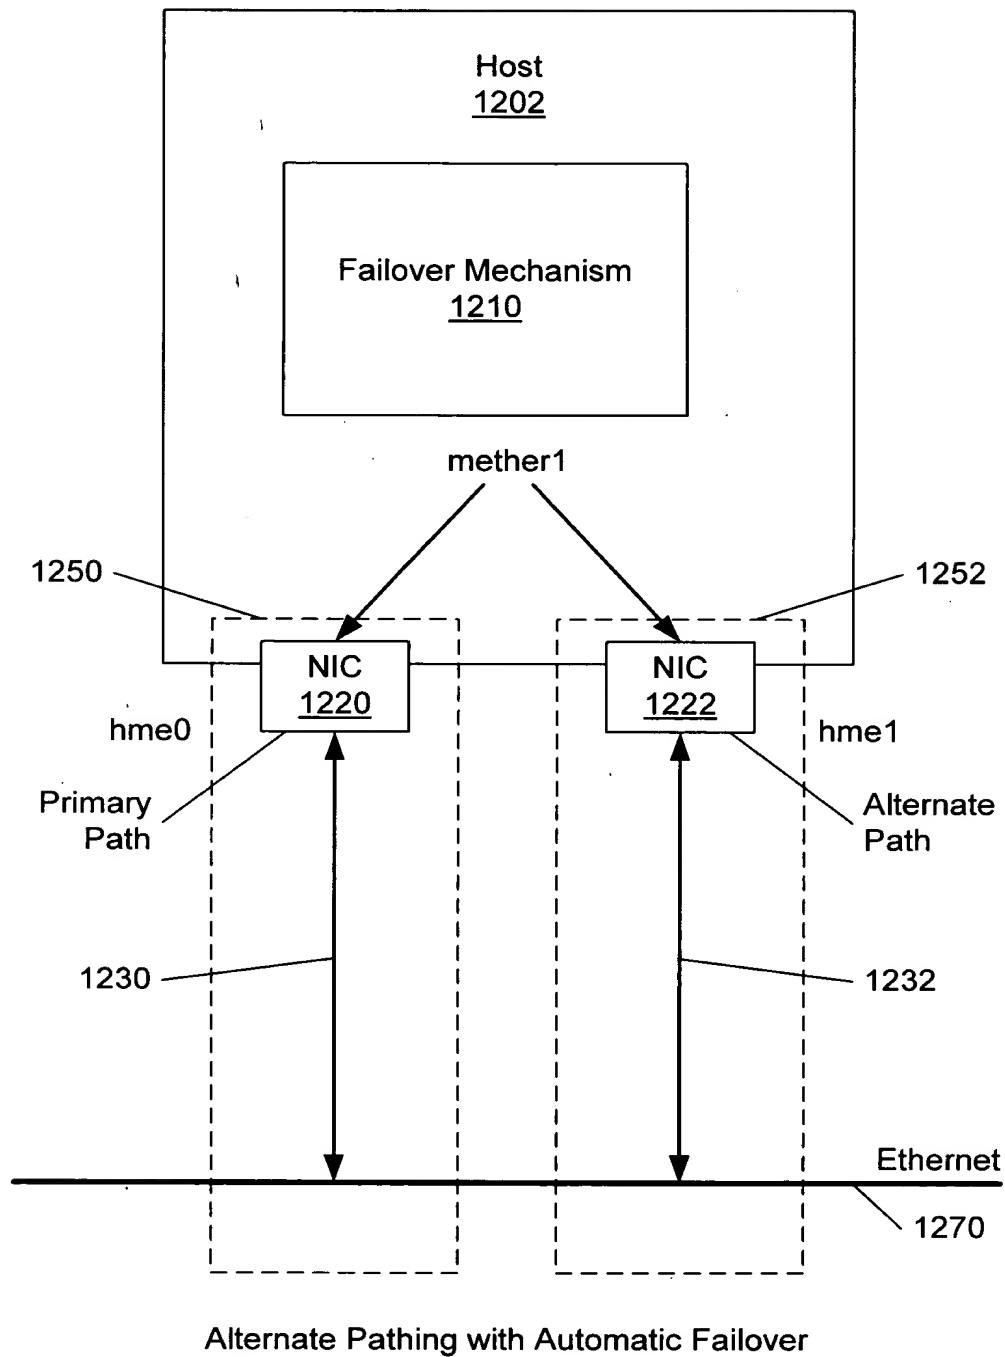 Host
1202
Failover Mechanism
1210
mether1
1250
1252
NIC
1220
NIC
1222
hme0
hme1
Primary
Path
Alternate
Path
1230
1232
Ethernet
1270
Alternate Pathing with Automatic Failover